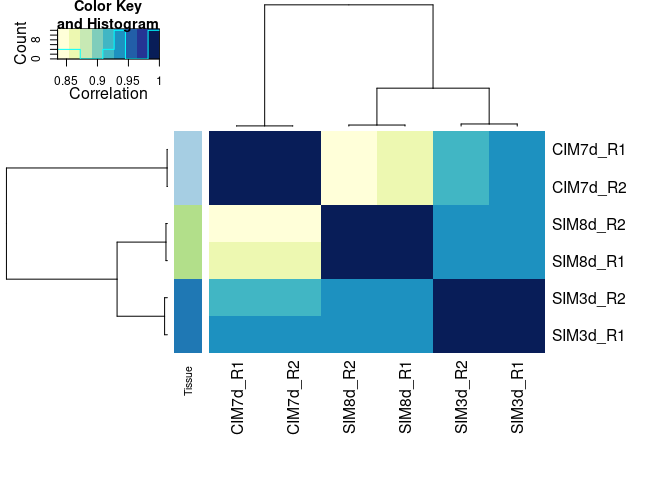 Color Key
and Histogram
Count
0
8
0.85 0.9 0.95 1
Correlation
CIM7d_R1
CIM7d_R2
SIM8d_R2
SIM8d_R1
SIM3d_R2
SIM3d_R1
Tissue
CIM7d_R1
CIM7d_R2
SIM8d_R2
SIM8d_R1
SIM3d_R2
SIM3d_R1